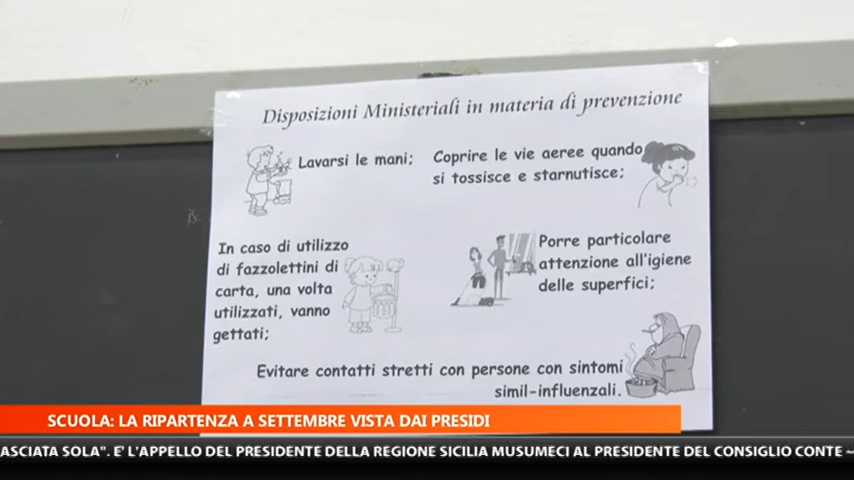 Disposizioni Ministeriali in materia di prevenzione
Lavarsi le mani;
Coprire le vie aeree quando
si tossisce e starnutisce;
In caso di utilizzo
di fazzolettini di
carta, una volta
utilizzati, vanno
gettati;
Porre particolare
attenzione all'igiene
delle superfici;
Evitare contatti stretti con persone con sintomi
simil-influenzali.
SCUOLA: LA RIPARTENZA A SETTEMBRE VISTA DAI PRESIDI
ASCIATA SOLA". E' L'APPELLO DEL PRESIDENTE DELLA REGIONE SICILIA MUSUMECI AL PRESIDENTE DEL CONSIGLIO CONTE ~